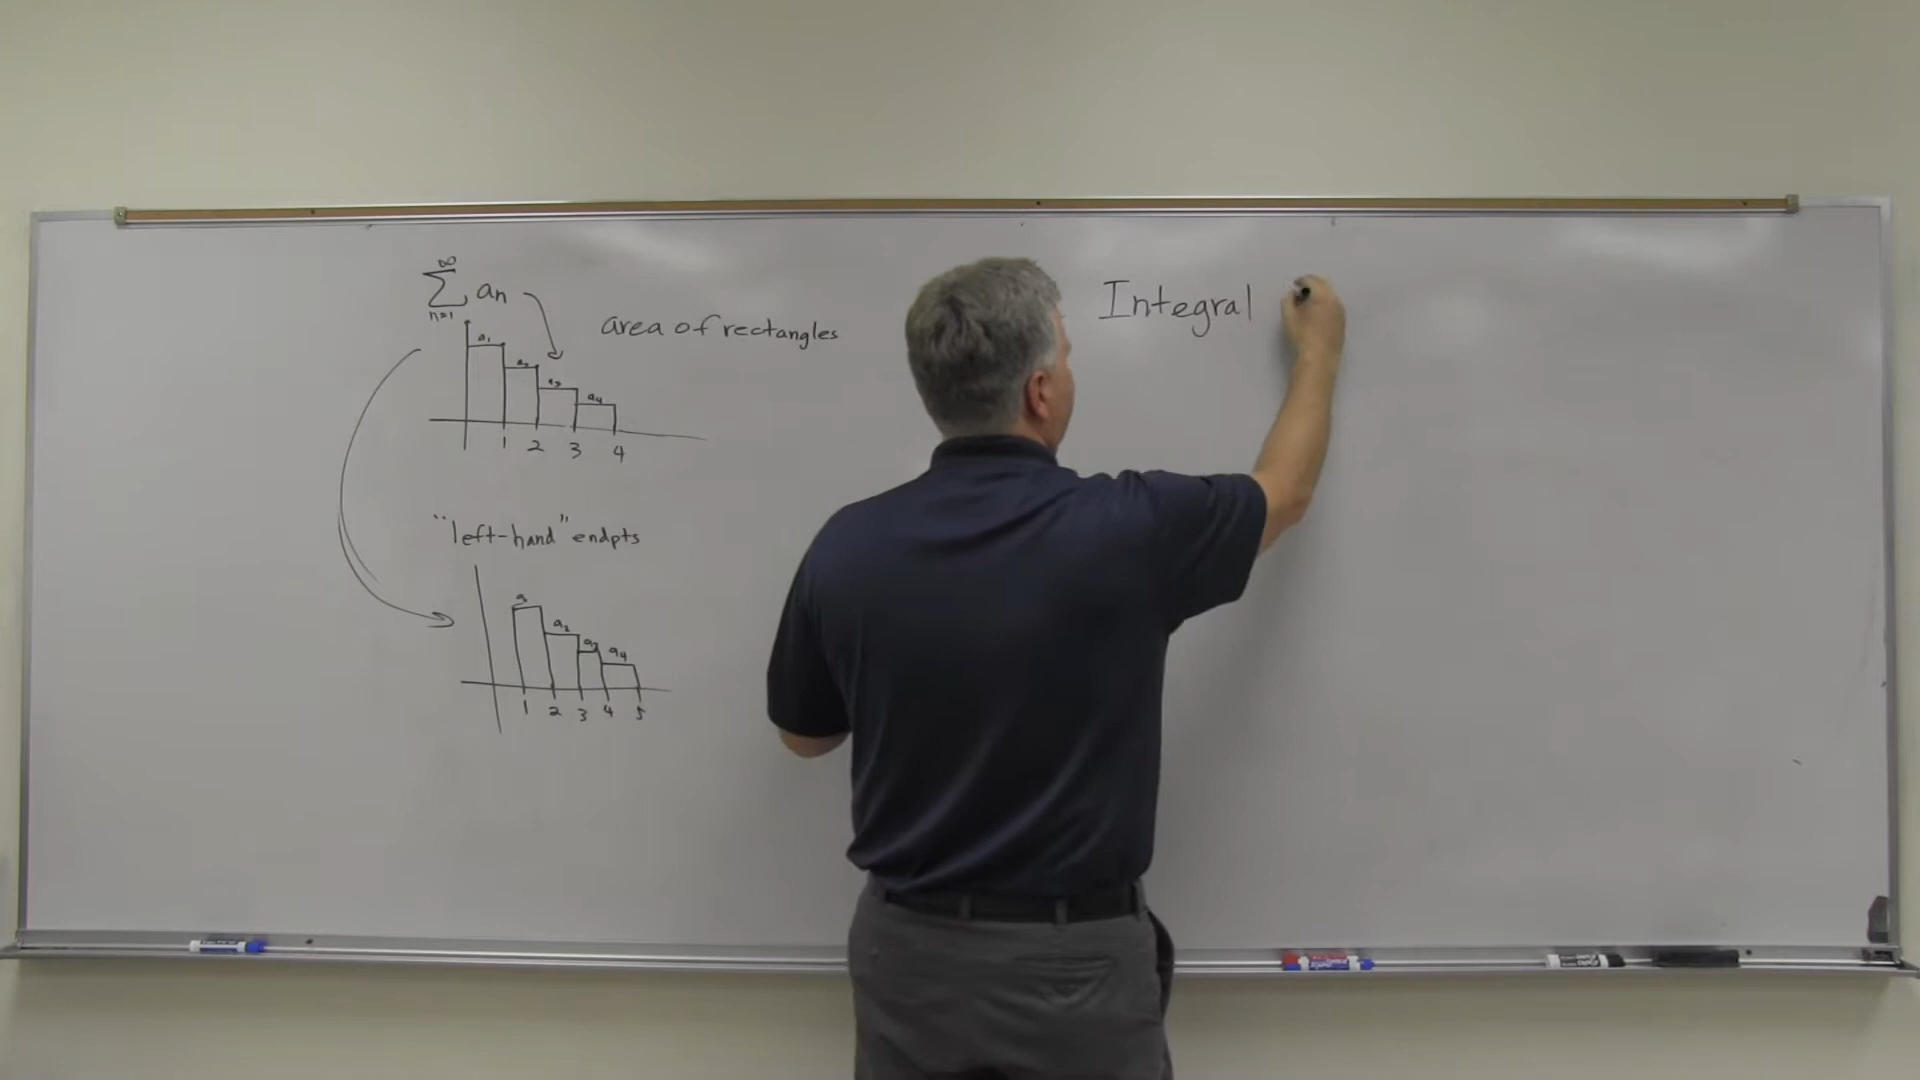 ∞
∑ an
n=1
area of rectangles
a1
a2
a3
a4
1 2 3 4
"left-hand" endpts
a2
a3
a4
1 2 3 4 5
Integral